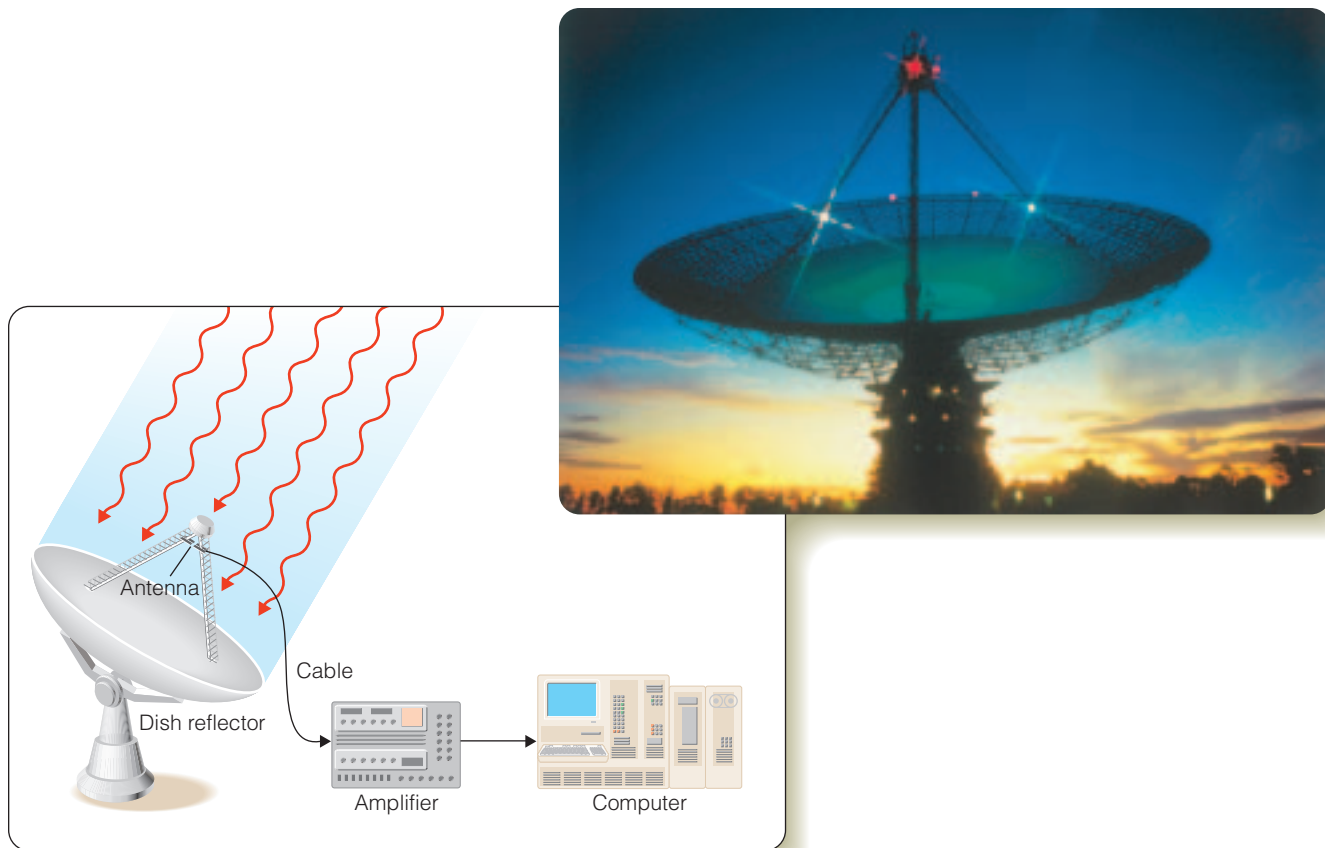 Antenna
Cable
Dish reflector
Amplifier
Computer